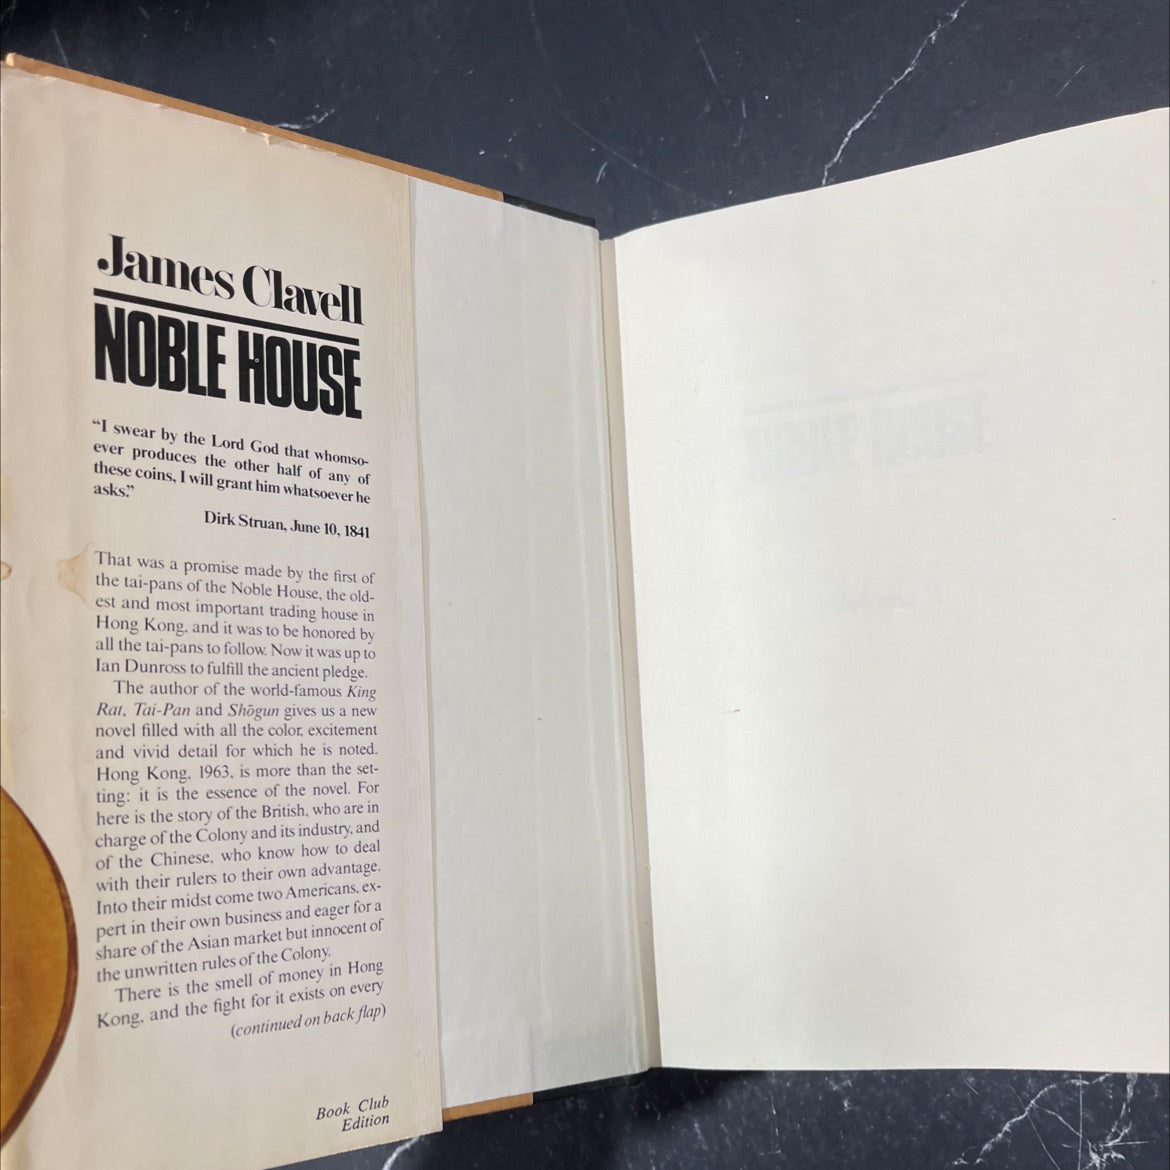 James Clavell
NOBLE HOUSE
“I swear by the Lord God that whomso-
ever produces the other half of any of
these coins, I will grant him whatsoever he
asks.”
Dirk Struan, June 10, 1841
That was a promise made by the first of
the tai-pans of the Noble House, the old-
est and most important trading house in
Hong Kong, and it was to be honored by
all the tai-pans to follow. Now it was up to
Ian Dunross to fulfill the ancient pledge.
The author of the world-famous King
Rat, Tai-Pan and Shōgun gives us a new
novel filled with all the color, excitement
and vivid detail for which he is noted.
Hong Kong, 1963, is more than the set-
ting: it is the essence of the novel. For
here is the story of the British, who are in
charge of the Colony and its industry, and
of the Chinese, who know how to deal
with their rulers to their own advantage.
Into their midst come two Americans, ex-
pert in their own business and eager for a
share of the Asian market but innocent of
the unwritten rules of the Colony.
There is the smell of money in Hong
Kong, and the fight for it exists on every
(continued on back flap)
Book Club
Edition